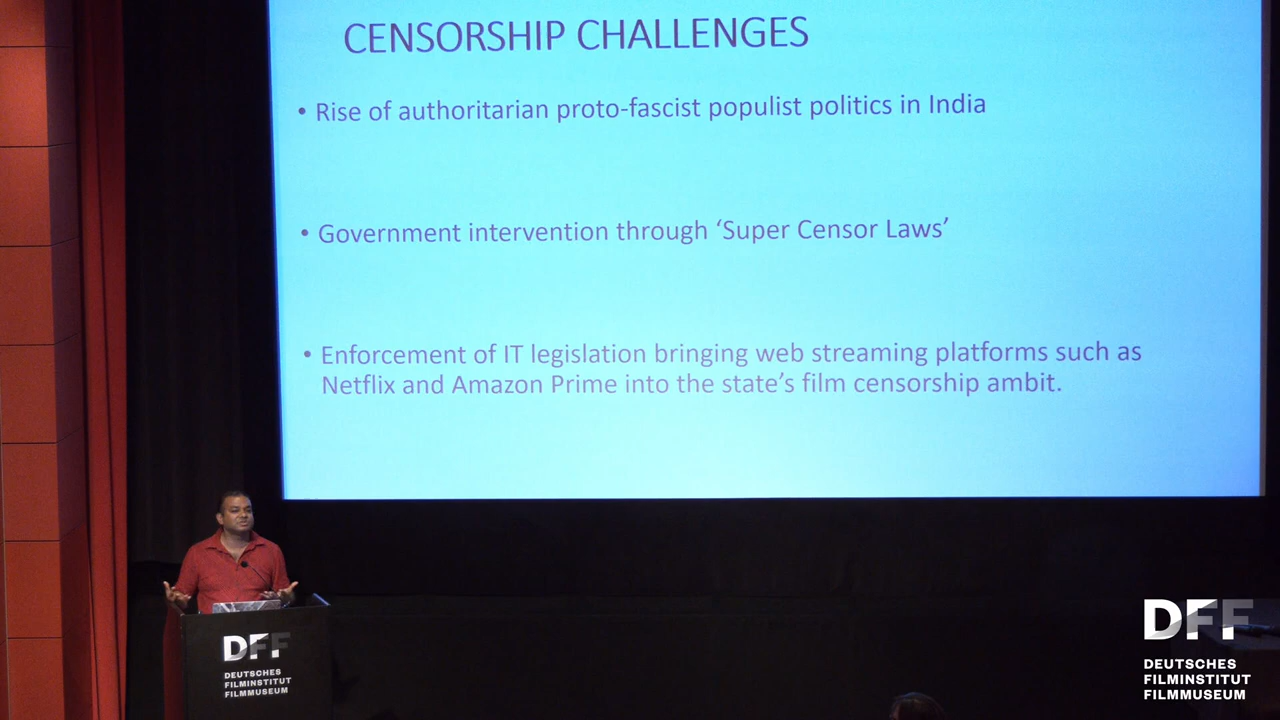 CENSORSHIP CHALLENGES
• Rise of authoritarian proto-fascist populist politics in India
• Government intervention through ‘Super Censor Laws’
• Enforcement of IT legislation bringing web streaming platforms such as
Netflix and Amazon Prime into the state’s film censorship ambit.
DFF
DEUTSCHES
FILMINSTITUT
FILMMUSEUM
DFF
DEUTSCHES
FILMINSTITUT
FILMMUSEUM